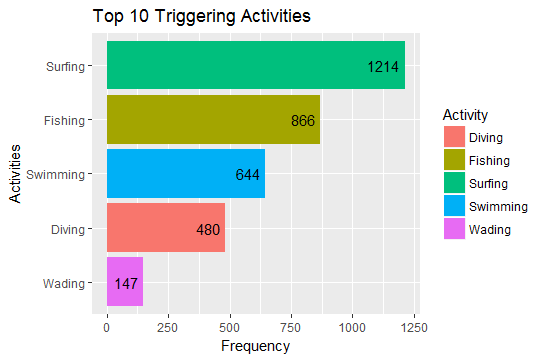 Top 10 Triggering Activities
Activities
Surfing
1214
Fishing
866
Swimming
644
Diving
480
Wading
147
0 250 500 750 1000 1250
Frequency
Activity
Diving
Fishing
Surfing
Swimming
Wading